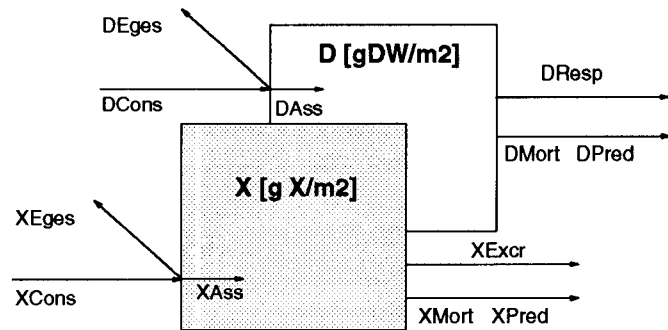 DEges
D [gDW/m2]
DResp
DCons
DAss
DMort DPred
X [g X/m2]
XEges
XExcr
XCons
XAss
XMort XPred